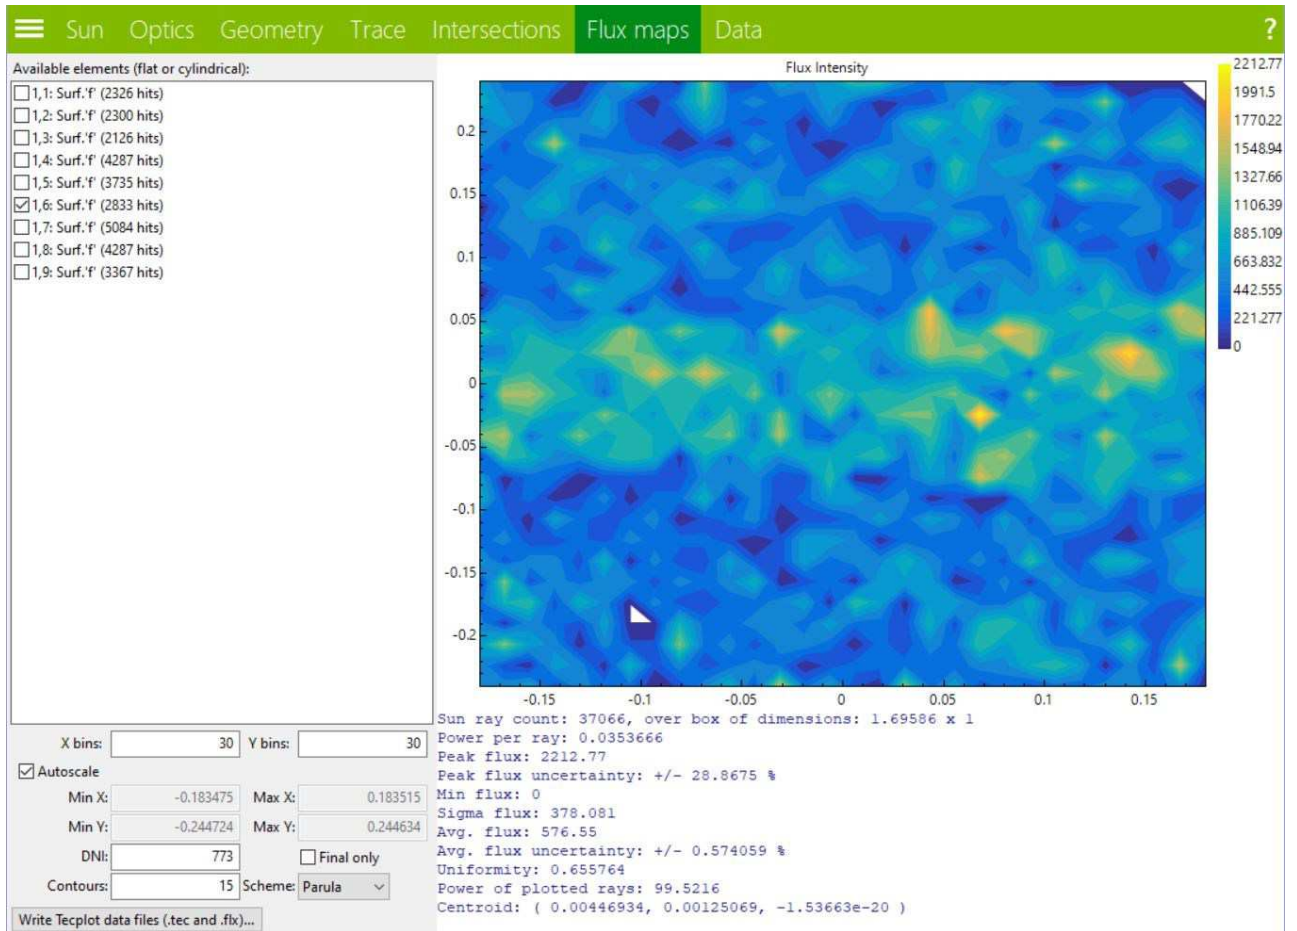 Sun Optics Geometry Trace Intersections Flux maps Data ?
Available elements (flat or cylindrical):
1,1: Surf.'f' (2326 hits)
1,2: Surf.'f' (2300 hits)
1,3: Surf.'f' (2126 hits)
1,4: Surf.'f' (4287 hits)
1,5: Surf.'f' (3735 hits)
1,6: Surf.'f' (2833 hits)
1,7: Surf.'f' (5084 hits)
1,8: Surf.'f' (4287 hits)
1,9: Surf.'f' (3367 hits)
Flux Intensity
0.2
0.15
0.1
0.05
0
-0.05
-0.1
-0.15
-0.2
-0.15 -0.1 -0.05 0 0.05 0.1 0.15
2212.77
1991.5
1770.22
1548.94
1327.66
1106.39
885.109
663.832
442.555
221.277
0
X bins: 30 Y bins: 30
Autoscale
Min X: -0.183475 Max X: 0.183515
Min Y: -0.244724 Max Y: 0.244634
DNI: 773 Final only
Contours: 15 Scheme: Parula
Write Tecplot data files (.tec and .flx)...
Sun ray count: 37066, over box of dimensions: 1.69586 x 1
Power per ray: 0.0353666
Peak flux: 2212.77
Peak flux uncertainty: +/- 28.8675 %
Min flux: 0
Sigma flux: 378.081
Avg. flux: 576.55
Avg. flux uncertainty: +/- 0.574059 %
Uniformity: 0.655764
Power of plotted rays: 99.5216
Centroid: ( 0.00446934, 0.00125069, -1.53663e-20 )